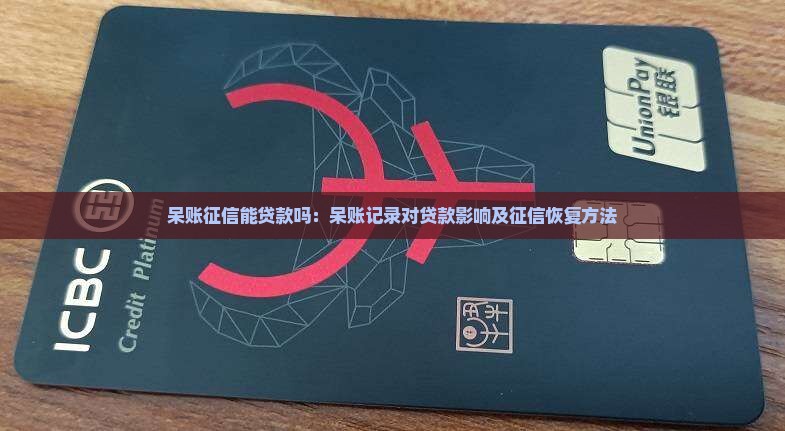 呆账征信能贷款吗：呆账记录对贷款影响及征信恢复方法
ICBC
Credit Platinum
UnionPay
银联